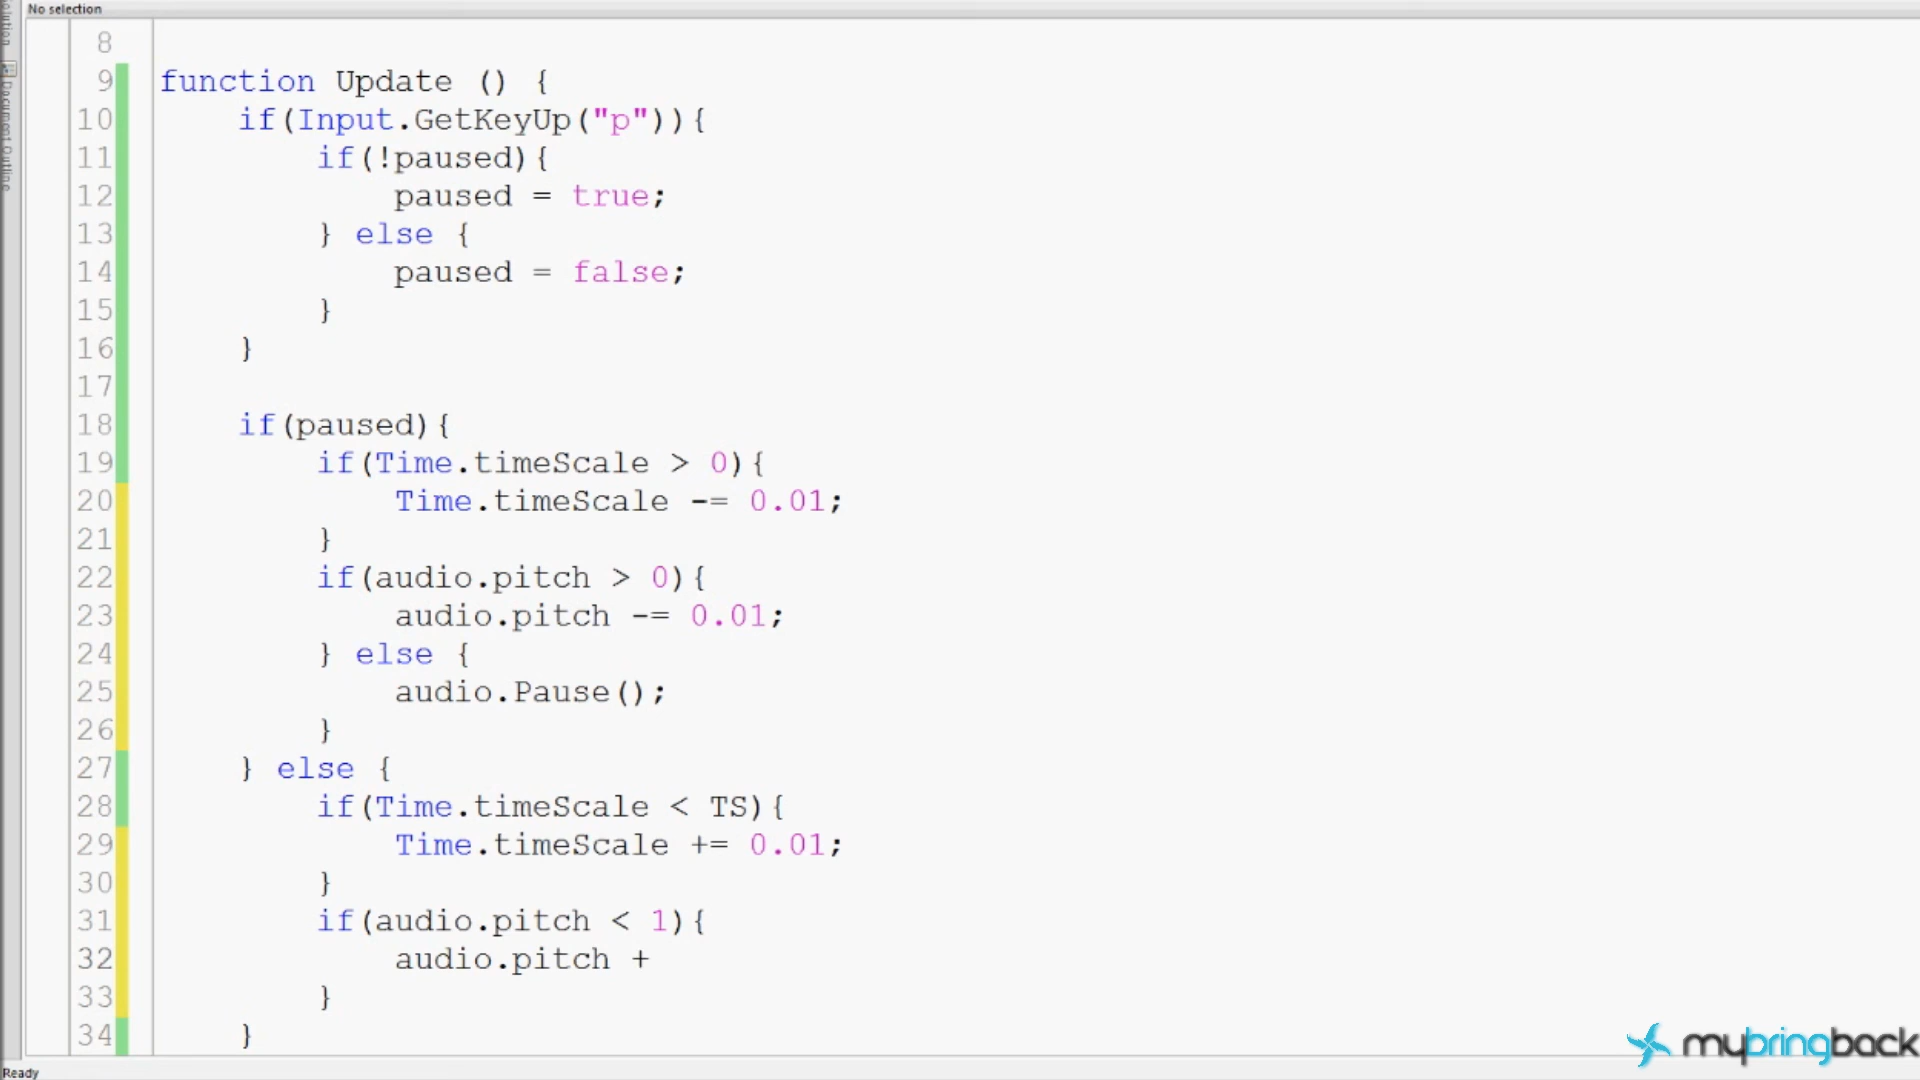 No selection
8
9 function Update () {
10 if(Input.GetKeyUp("p")){
11 if(!paused){
12 paused = true;
13 } else {
14 paused = false;
15 }
16 }
17
18 if(paused){
19 if(Time.timeScale > 0){
20 Time.timeScale -= 0.01;
21 }
22 if(audio.pitch > 0){
23 audio.pitch -= 0.01;
24 } else {
25 audio.Pause();
26 }
27 } else {
28 if(Time.timeScale < TS){
29 Time.timeScale += 0.01;
30 }
31 if(audio.pitch < 1){
32 audio.pitch +
33 }
34 }
Document Outline
mybringback
Ready